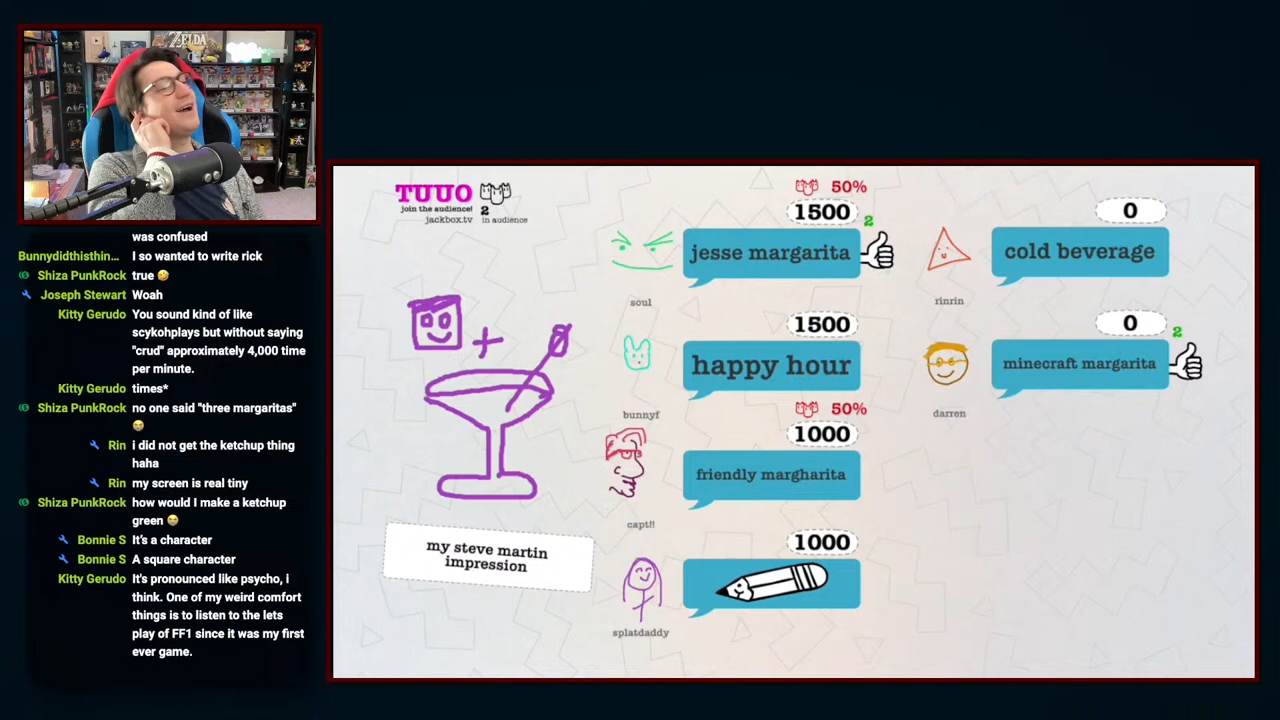 ZELDA
was confused
Bunnydidthisthin... I so wanted to write rick
Shiza PunkRock true 🤣
Joseph Stewart Woah
Kitty Gerudo You sound kind of like
scykohplays but without saying
"crud" approximately 4,000 time
per minute.
Kitty Gerudo times*
Shiza PunkRock no one said "three margaritas"
😭
Rin i did not get the ketchup thing
haha
Rin my screen is real tiny
Shiza PunkRock how would I make a ketchup
green 😭
Bonnie S It's a character
Bonnie S A square character
Kitty Gerudo It's pronounced like psycho, i
think. One of my weird comfort
things is to listen to the lets
play of FF1 since it was my first
ever game.
TUUO
join the audience!
jackbox.tv
2
in audience
my steve martin
impression
50%
1500
2
jesse margarita
soul
1500
happy hour
bunnyf
50%
1000
friendly margharita
capt!!
1000
splatdaddy
0
cold beverage
rinrin
0
2
minecraft margarita
darren